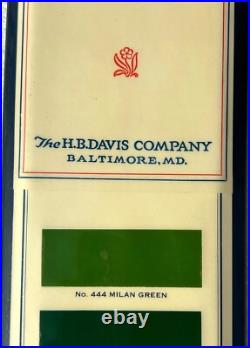 The H.B.DAVIS COMPANY
BALTIMORE, MD.
No. 444 MILAN GREEN